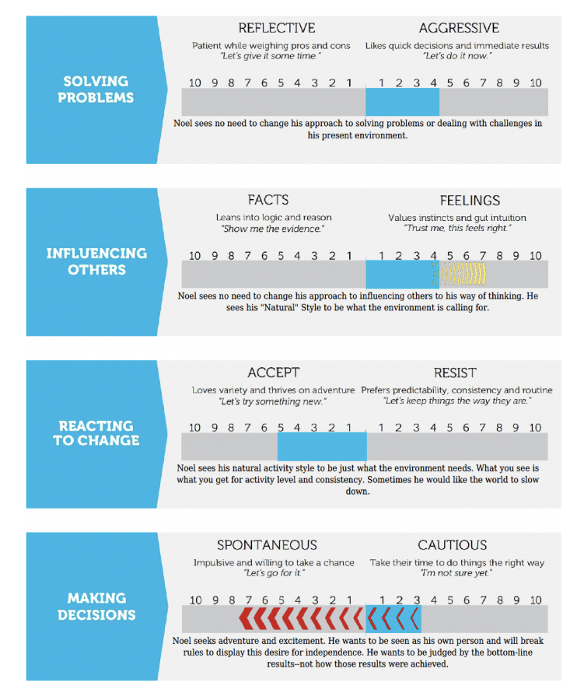 REFLECTIVE AGGRESSIVE
Patient while weighing pros and cons Likes quick decisions and immediate results
"Let's give it some time." "Let's do it now."
SOLVING
PROBLEMS
10 9 8 7 6 5 4 3 2 1 1 2 3 4 5 6 7 8 9 10
Noel sees no need to change his approach to solving problems or dealing with challenges in
his present environment.
FACTS FEELINGS
Leans into logic and reason Values instincts and gut intuition
"Show me the evidence." "Trust me, this feels right."
INFLUENCING
OTHERS
10 9 8 7 6 5 4 3 2 1 1 2 3 4 5 6 7 8 9 10
Noel sees no need to change his approach to influencing others to his way of thinking. He
sees his "Natural" Style to be what the environment is calling for.
ACCEPT RESIST
Loves variety and thrives on adventure Prefers predictability, consistency and routine
"Let's try something new." "Let's keep things the way they are."
REACTING
TO CHANGE
10 9 8 7 6 5 4 3 2 1 1 2 3 4 5 6 7 8 9 10
Noel sees his natural activity style to be just what the environment needs. What you see is
what you get for activity level and consistency. Sometimes he would like the world to slow
down.
SPONTANEOUS CAUTIOUS
Impulsive and willing to take a chance Take their time to do things the right way
"Let's go for it." "I'm not sure yet."
MAKING
DECISIONS
10 9 8 7 6 5 4 3 2 1 1 2 3 4 5 6 7 8 9 10
Noel seeks adventure and excitement. He wants to be seen as his own person and will break
rules to display this desire for independence. He wants to be judged by the bottom-line
results--not how those results were achieved.